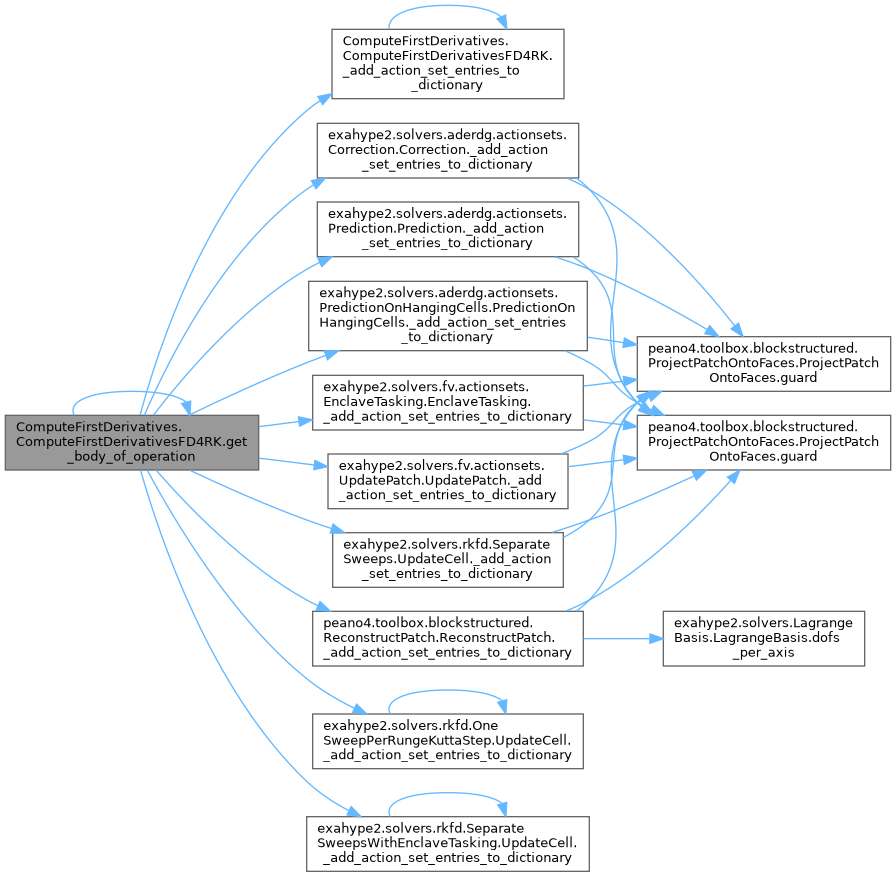 ComputeFirstDerivatives.
ComputeFirstDerivativesFD4RK.
_add_action_set_entries_to
_dictionary
exahype2.solvers.aderdg.actionsets.
Correction.Correction._add_action
_set_entries_to_dictionary
exahype2.solvers.aderdg.actionsets.
Prediction.Prediction._add_action
_set_entries_to_dictionary
exahype2.solvers.aderdg.actionsets.
PredictionOnHangingCells.PredictionOn
HangingCells._add_action_set_entries
_to_dictionary
peano4.toolbox.blockstructured.
ProjectPatchOntoFaces.ProjectPatch
OntoFaces.guard
exahype2.solvers.fv.actionsets.
EnclaveTasking.EnclaveTasking.
_add_action_set_entries_to_dictionary
ComputeFirstDerivatives.
ComputeFirstDerivativesFD4RK.get
_body_of_operation
peano4.toolbox.blockstructured.
ProjectPatchOntoFaces.ProjectPatch
OntoFaces.guard
exahype2.solvers.fv.actionsets.
UpdatePatch.UpdatePatch._add
_action_set_entries_to_dictionary
exahype2.solvers.rkfd.Separate
Sweeps.UpdateCell._add_action
_set_entries_to_dictionary
peano4.toolbox.blockstructured.
ReconstructPatch.ReconstructPatch.
_add_action_set_entries_to_dictionary
exahype2.solvers.Lagrange
Basis.LagrangeBasis.dofs
_per_axis
exahype2.solvers.rkfd.One
SweepPerRungeKuttaStep.UpdateCell.
_add_action_set_entries_to_dictionary
exahype2.solvers.rkfd.Separate
SweepsWithEnclaveTasking.UpdateCell.
_add_action_set_entries_to_dictionary